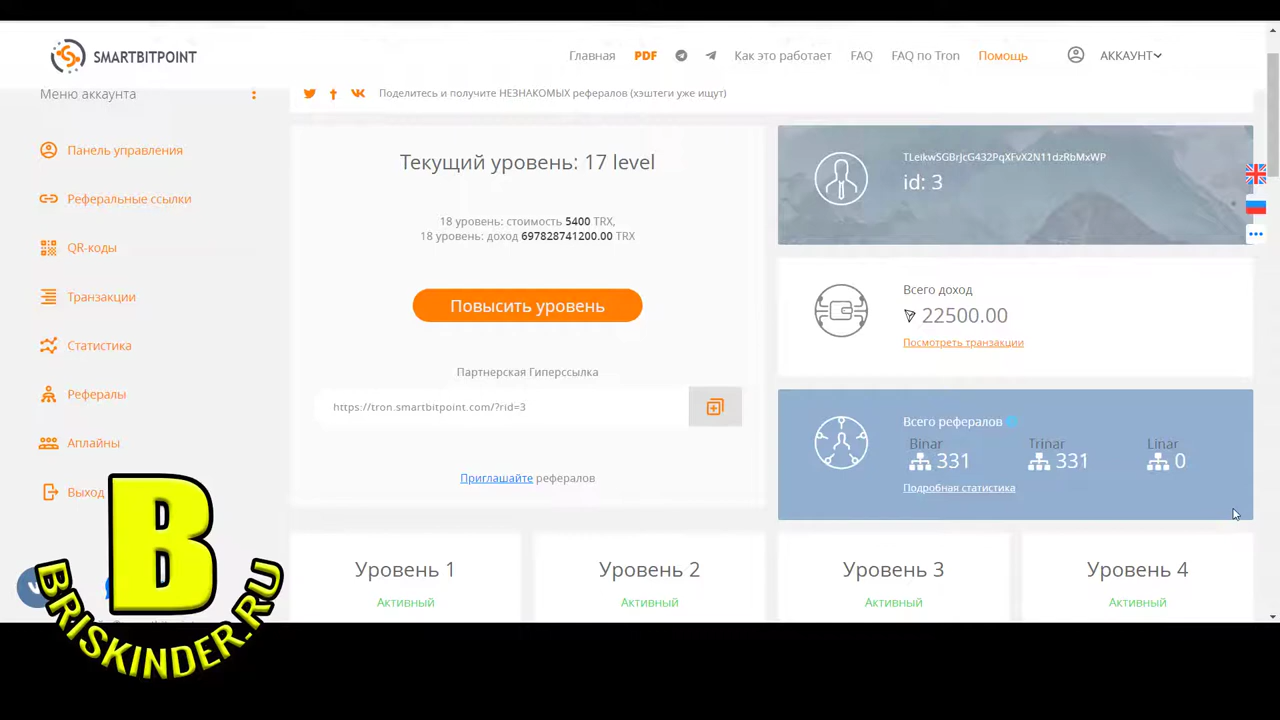 SMARTBITPOINT
Главная PDF Как это работает FAQ FAQ по Tron Помощь АККАУНТ
Меню аккаунта
Поделитесь и получите НЕЗНАКОМЫХ рефералов (хэштеги уже ищут)
Панель управления
Реферальные ссылки
QR-коды
Транзакции
Статистика
Рефералы
Аплайны
Выход
Текущий уровень: 17 level
18 уровень: стоимость 5400 TRX,
18 уровень: доход 697828741200.00 TRX
Повысить уровень
Партнерская Гиперссылка
https://tron.smartbitpoint.com/?rid=3
Приглашайте рефералов
TLeikwSGBrJcG432PqXFvX2N11dzRbMxWP
id: 3
Всего доход
22500.00
Посмотреть транзакции
Всего рефералов
Binar Trinar Linar
331 331 0
Подробная статистика
Уровень 1 Уровень 2 Уровень 3 Уровень 4
Активный Активный Активный Активный
B
BRISKINDER.RU